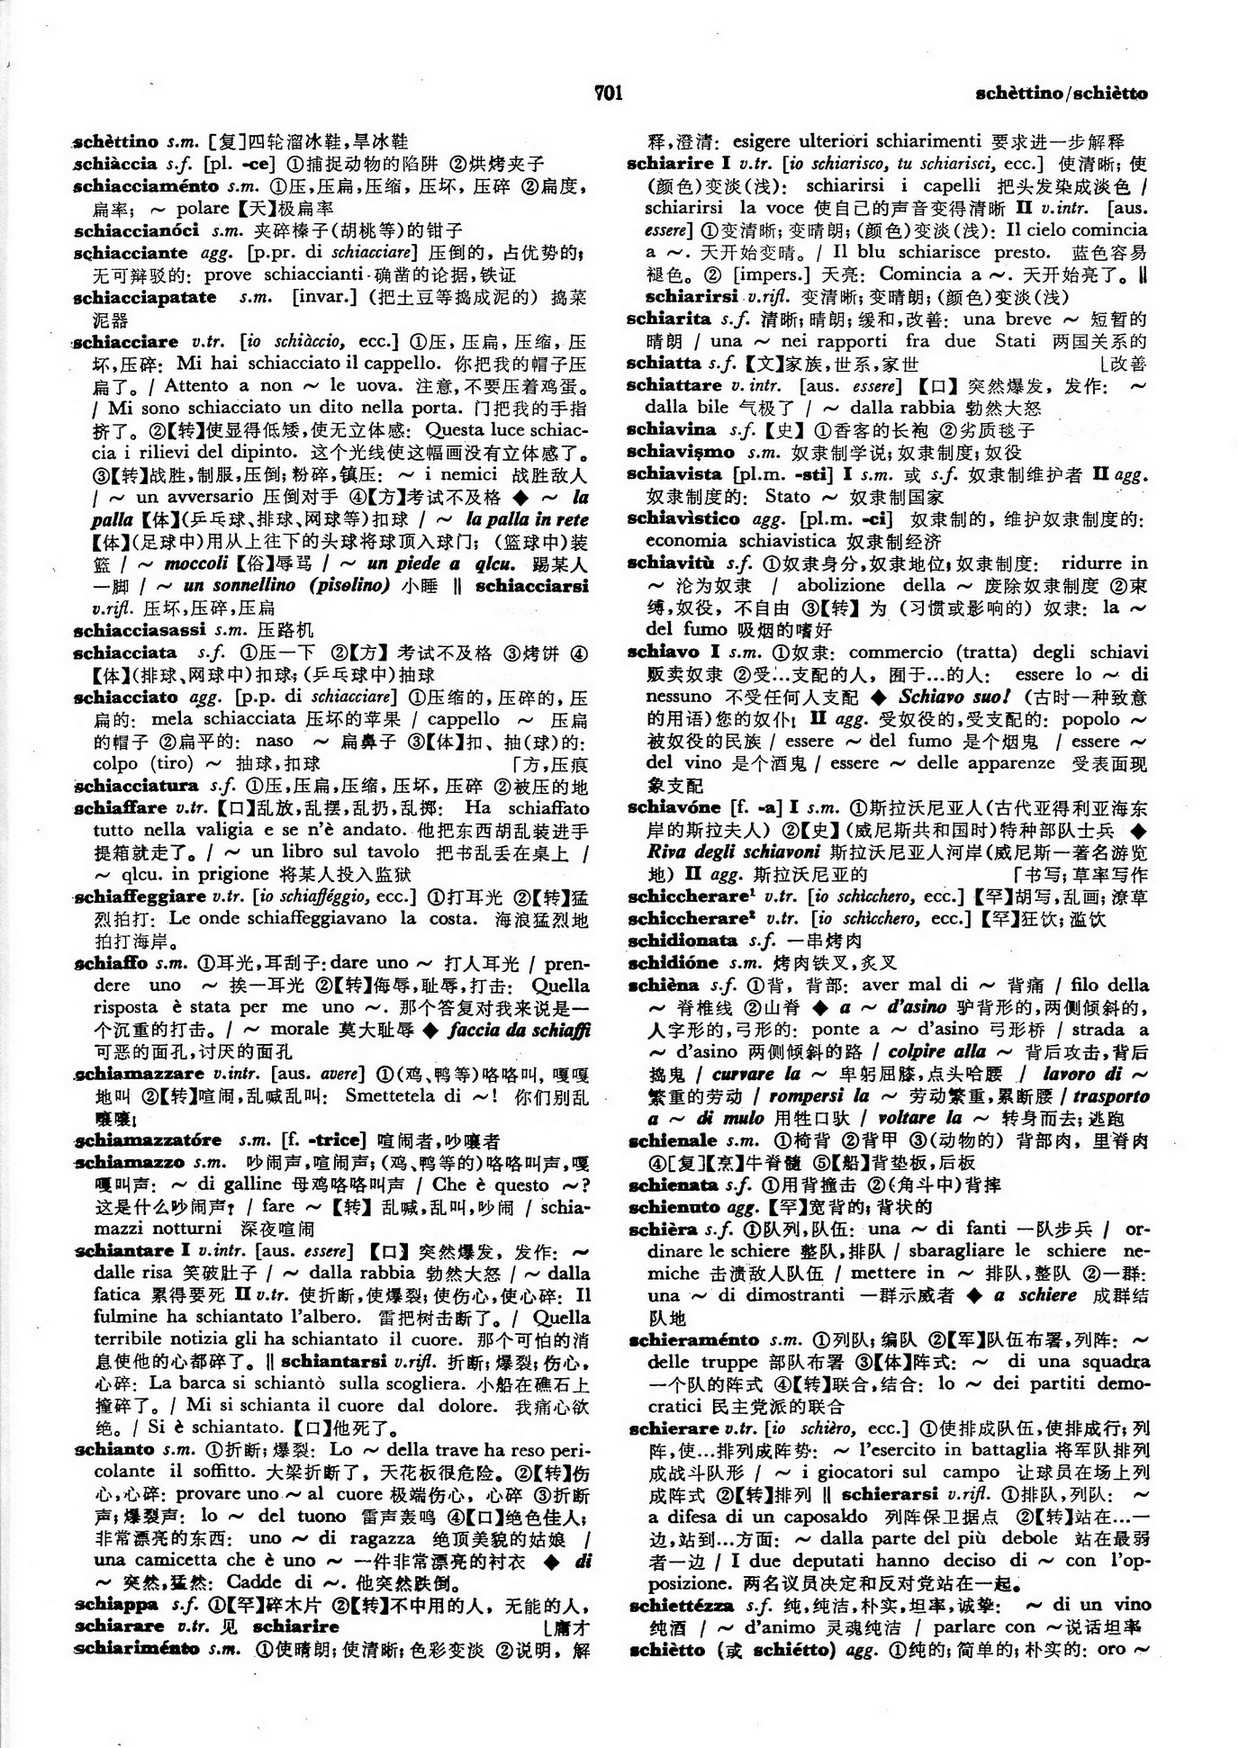 701
schèttino/schiètto
schèttino s.m. [复]四轮溜冰鞋,旱冰鞋
schiàccia s.f. [pl. -ce] ①捕捉动物的陷阱 ②烘烤夹子
schiacciaménto s.m. ①压,压扁,压缩, 压坏, 压碎 ②扁度,
扁率; ～ polare【天】极扁率
schiaccianóci s.m. 夹碎榛子(胡桃等)的钳子
schiacciante agg. [p.pr. di schiacciare] 压倒的, 占优势的;
无可辩驳的: prove schiaccianti 确凿的论据,铁证
schiacciapatate s.m. [invar.] (把土豆等捣成泥的) 捣菜
泥器
schiacciare v.tr. [io schiàccio, ecc.] ①压, 压扁, 压缩, 压
坏,压碎: Mi hai schiacciato il cappello. 你把我的帽子压
扁了。/ Attento a non ～ le uova. 注意,不要压着鸡蛋。
/ Mi sono schiacciato un dito nella porta. 门把我的手指
挤了。②【转】使显得低矮,使无立体感: Questa luce schiac-
cia i rilievi del dipinto. 这个光线使这幅画没有立体感了。
③【转】战胜,制服,压倒; 粉碎,镇压: ～ i nemici 战胜敌人
/ ～ un avversario 压倒对手 ④【方】考试不及格 ◆ ～ la
palla【体】(乒乓球、排球、网球等)扣球 / ～ la palla in rete
【体】(足球中)用从上往下的头球将球顶入球门; (篮球中)装
篮 / ～ moccoli【俗】辱骂 / ～ un piede a qlcu. 踢某人
一脚 / ～ un sonnellino (pisolino) 小睡 ‖ schiacciarsi
v.rifl. 压坏,压碎,压扁
schiacciasassi s.m. 压路机
schiacciata s.f. ①压一下 ②【方】考试不及格 ③烤饼 ④
【体】(排球、网球中)扣球; (乒乓球中)抽球
schiacciato agg. [p.p. di schiacciare] ①压缩的,压碎的, 压
扁的: mela schiacciata 压坏的苹果 / cappello ～ 压扁
的帽子 ②扁平的: naso ～ 扁鼻子 ③【体】扣、抽(球)的:
colpo (tiro) ～ 抽球,扣球 「方,压痕
schiacciatura s.f. ①压,压扁,压缩,压坏, 压碎 ②被压的地
schiaffare v.tr.【口】乱放,乱摆,乱扔,乱掷: Ha schiaffato
tutto nella valigia e se n'è andato. 他把东西胡乱装进手
提箱就走了。/ ～ un libro sul tavolo 把书乱丢在桌上 /
～ qlcu. in prigione 将某人投入监狱
schiaffeggiare v.tr. [io schiafféggio, ecc.] ①打耳光 ②【转】猛
烈拍打: Le onde schiaffeggiavano la costa. 海浪猛烈地
拍打海岸。
schiaffo s.m. ①耳光,耳刮子: dare uno ～ 打人耳光 / pren-
dere uno ～ 挨一耳光 ②【转】侮辱,耻辱,打击: Quella
risposta è stata per me uno ～. 那个答复对我来说是一
个沉重的打击。/ ～ morale 莫大耻辱 ◆ faccia da schiaffi
可恶的面孔,讨厌的面孔
schiamazzare v.intr. [aus. avere] ①(鸡、鸭等)咯咯叫, 嘎嘎
地叫 ②【转】喧闹,乱喊乱叫: Smettetela di ～! 你们别乱
嚷嚷!
schiamazzatóre s.m. [f. -trice] 喧闹者,吵嚷者
schiamazzo s.m. 吵闹声,喧闹声; (鸡、鸭等的)咯咯叫声,嘎
嘎叫声: ～ di galline 母鸡咯咯叫声 / Che è questo ～?
这是什么吵闹声? / fare ～【转】乱喊,乱叫,吵闹 / schia-
mazzi notturni 深夜喧闹
schiantare I v.intr. [aus. essere]【口】突然爆发, 发作: ～
dalle risa 笑破肚子 / ～ dalla rabbia 勃然大怒 / ～ dalla
fatica 累得要死 II v.tr. 使折断,使爆裂; 使伤心,使心碎: Il
fulmine ha schiantato l'albero. 雷把树击断了。/ Quella
terribile notizia gli ha schiantato il cuore. 那个可怕的消
息使他的心都碎了。‖ schiantarsi v.rifl. 折断; 爆裂; 伤心,
心碎: La barca si schiantò sulla scogliera. 小船在礁石上
撞碎了。/ Mi si schianta il cuore dal dolore. 我痛心欲
绝。/ Si è schiantato.【口】他死了。
schianto s.m. ①折断; 爆裂: Lo ～ della trave ha reso peri-
colante il soffitto. 大梁折断了, 天花板很危险。②【转】伤
心,心碎: provare uno ～ al cuore 极端伤心, 心碎 ③折断
声; 爆裂声: lo ～ del tuono 雷声轰鸣 ④【口】绝色佳人;
非常漂亮的东西: uno ～ di ragazza 绝顶美貌的姑娘 /
una camicetta che è uno ～ 一件非常漂亮的衬衣 ◆ di
～ 突然,猛然: Cadde di ～. 他突然跌倒。
schiappa s.f. ①【罕】碎木片 ②【转】不中用的人, 无能的人,
schiarare v.tr. 见 schiarire ⌊庸才
schiariménto s.m. ①使晴朗; 使清晰; 色彩变淡 ②说明, 解
释,澄清: esigere ulteriori schiarimenti 要求进一步解释
schiarire I v.tr. [io schiarisco, tu schiarisci, ecc.] 使清晰; 使
(颜色)变淡(浅): schiarirsi i capelli 把头发染成淡色 /
schiarirsi la voce 使自己的声音变得清晰 II v.intr. [aus.
essere] ①变清晰; 变晴朗; (颜色)变淡(浅): Il cielo comincia
a ～. 天开始变晴。/ Il blu schiarisce presto. 蓝色容易
褪色。② [impers.] 天亮: Comincia a ～. 天开始亮了。‖
schiarirsi v.rifl. 变清晰; 变晴朗; (颜色)变淡(浅)
schiarita s.f. 清晰; 晴朗; 缓和,改善: una breve ～ 短暂的
晴朗 / una ～ nei rapporti fra due Stati 两国关系的
schiatta s.f.【文】家族,世系,家世 ⌊改善
schiattare v. intr. [aus. essere]【口】突然爆发, 发作: ～
dalla bile 气极了 / ～ dalla rabbia 勃然大怒
schiavina s.f.【史】①香客的长袍 ②劣质毯子
schiavismo s.m. 奴隶制学说; 奴隶制度; 奴役
schiavista [pl.m. -sti] I s.m. 或 s.f. 奴隶制维护者 II agg.
奴隶制度的: Stato ～ 奴隶制国家
schiavìstico agg. [pl.m. -ci] 奴隶制的, 维护奴隶制度的:
economia schiavistica 奴隶制经济
schiavitù s.f. ①奴隶身分,奴隶地位; 奴隶制度: ridurre in
～ 沦为奴隶 / abolizione della ～ 废除奴隶制度 ②束
缚,奴役, 不自由 ③【转】为 (习惯或影响的) 奴隶: la ～
del fumo 吸烟的嗜好
schiavo I s.m. ①奴隶: commercio (tratta) degli schiavi
贩卖奴隶 ②受…支配的人, 囿于…的人: essere lo ～ di
nessuno 不受任何人支配 ◆ Schiavo suo! (古时一种致意
的用语)您的奴仆! II agg. 受奴役的,受支配的: popolo ～
被奴役的民族 / essere ～ del fumo 是个烟鬼 / essere ～
del vino 是个酒鬼 / essere ～ delle apparenze 受表面现
象支配
schiavóne [f. -a] I s.m. ①斯拉沃尼亚人(古代亚得利亚海东
岸的斯拉夫人) ②【史】(威尼斯共和国时)特种部队士兵 ◆
Riva degli schiavoni 斯拉沃尼亚人河岸(威尼斯一著名游览
地) II agg. 斯拉沃尼亚的 「书写; 草率写作
schiccherare¹ v.tr. [io schìcchero, ecc.]【罕】胡写,乱画; 潦草
schiccherare² v.tr. [io schìcchero, ecc.]【罕】狂饮; 滥饮
schidionata s.f. 一串烤肉
schidióne s.m. 烤肉铁叉,炙叉
schièna s.f. ①背, 背部: aver mal di ～ 背痛 / filo della
～ 脊椎线 ②山脊 ◆ a ～ d'asino 驴背形的,两侧倾斜的,
人字形的,弓形的: ponte a ～ d'asino 弓形桥 / strada a
～ d'asino 两侧倾斜的路 / colpire alla ～ 背后攻击,背后
捣鬼 / curvare la ～ 卑躬屈膝,点头哈腰 / lavoro di ～
繁重的劳动 / rompersi la ～ 劳动繁重,累断腰 / trasporto
a ～ di mulo 用牲口驮 / voltare la ～ 转身而去; 逃跑
schienale s.m. ①椅背 ②背甲 ③(动物的) 背部肉, 里脊肉
④[复]【烹】牛脊髓 ⑤【船】背垫板,后板
schienata s.f. ①用背撞击 ②(角斗中)背摔
schienuto agg.【罕】宽背的; 背状的
schièra s.f. ①队列,队伍: una ～ di fanti 一队步兵 / or-
dinare le schiere 整队,排队 / sbaragliare le schiere ne-
miche 击溃敌人队伍 / mettere in ～ 排队,整队 ②一群:
una ～ di dimostranti 一群示威者 ◆ a schiere 成群结
队地
schieraménto s.m. ①列队; 编队 ②【军】队伍布署,列阵: ～
delle truppe 部队布署 ③【体】阵式: ～ di una squadra
一个队的阵式 ④【转】联合,结合: lo ～ dei partiti demo-
cratici 民主党派的联合
schierare v.tr. [io schièro, ecc.] ①使排成队伍,使排成行; 列
阵,使…排列成阵势: ～ l'esercito in battaglia 将军队排列
成战斗队形 / ～ i giocatori sul campo 让球员在场上列
成阵式 ②【转】排列 ‖ schierarsi v.rifl. ①排队,列队: ～
a difesa di un caposaldo 列阵保卫据点 ②【转】站在…一
边,站到…方面: ～ dalla parte del più debole 站在最弱
者一边 / I due deputati hanno deciso di ～ con l'op-
posizione. 两名议员决定和反对党站在一起。
schiettézza s.f. 纯,纯洁,朴实,坦率,诚挚: ～ di un vino
纯酒 / ～ d'animo 灵魂纯洁 / parlare con ～说话坦率
schiètto (或 schiétto) agg. ①纯的; 简单的; 朴实的: oro ～